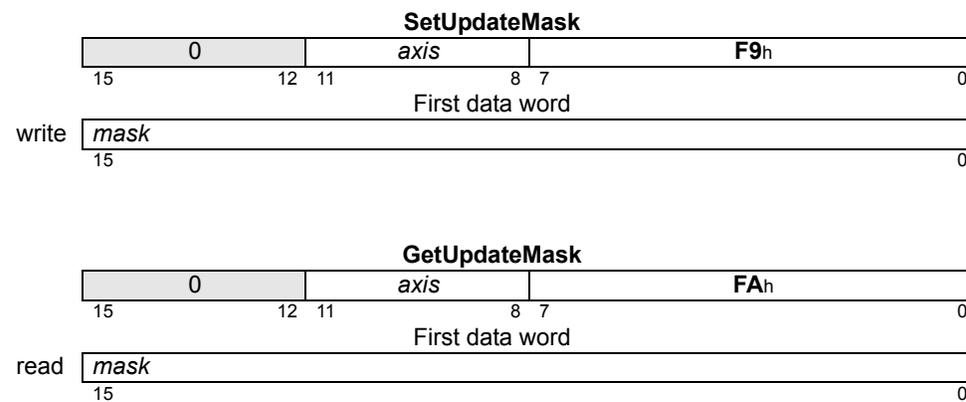 SetUpdateMask
0 axis F9h
15 12 11 8 7 0
First data word
write mask
15 0
GetUpdateMask
0 axis FAh
15 12 11 8 7 0
First data word
read mask
15 0